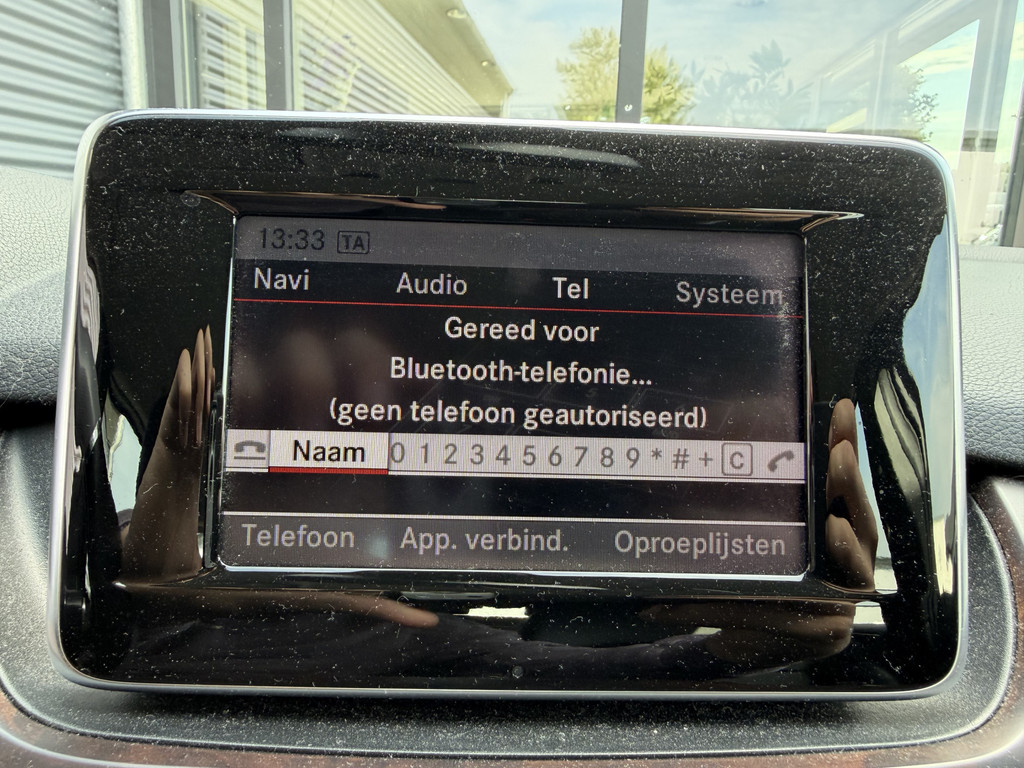 13:33 TA
Navi Audio Tel Systeem
Gereed voor
Bluetooth-telefonie...
(geen telefoon geautoriseerd)
Naam 0 1 2 3 4 5 6 7 8 9 * # + C
Telefoon App. verbind. Oproeplijsten